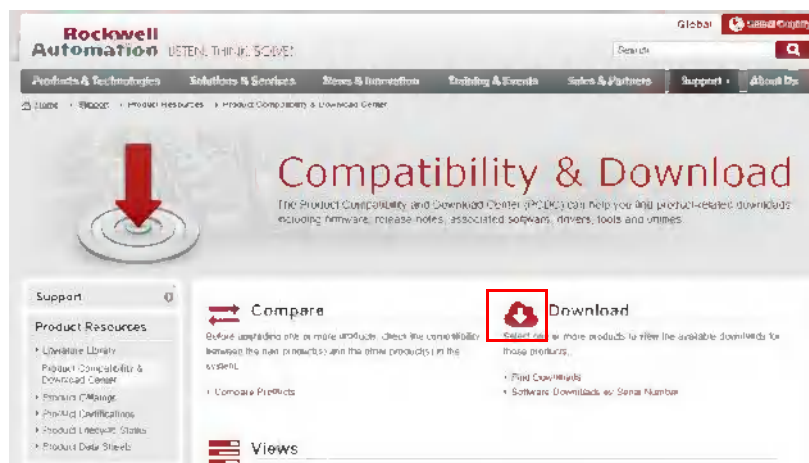 Global
Rockwell
Automation LISTEN. THINK. SOLVE.
Search
Products & Technologies Solutions & Services News & Innovation Training & Events Sales & Partners Support About Us
Home Support Product Resources Product Compatibility & Download Center
Compatibility & Download
The Product Compatibility and Download Center (PCDC) can help you find product-related downloads
including firmware, release notes, associated software, drivers, tools and utilities.
Support
Product Resources
Literature Library
Product Compatibility &
Download Center
Product Catalogs
Product Certifications
Product Lifecycle Status
Product Data Sheets
Compare
Before upgrading one or more products, check the compatibility
between the new product(s) and the other product(s) in the
system.
Compare Products
Download
Select one or more products to view the available downloads for
those products.
Find Downloads
Software Downloads by Serial Number
Views